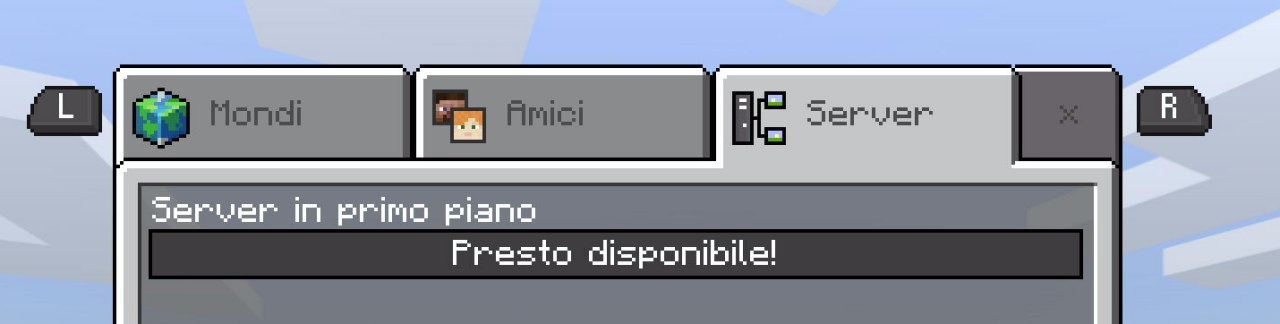 L
Mondi
Amici
Server
x
R
Server in primo piano
Presto disponibile!